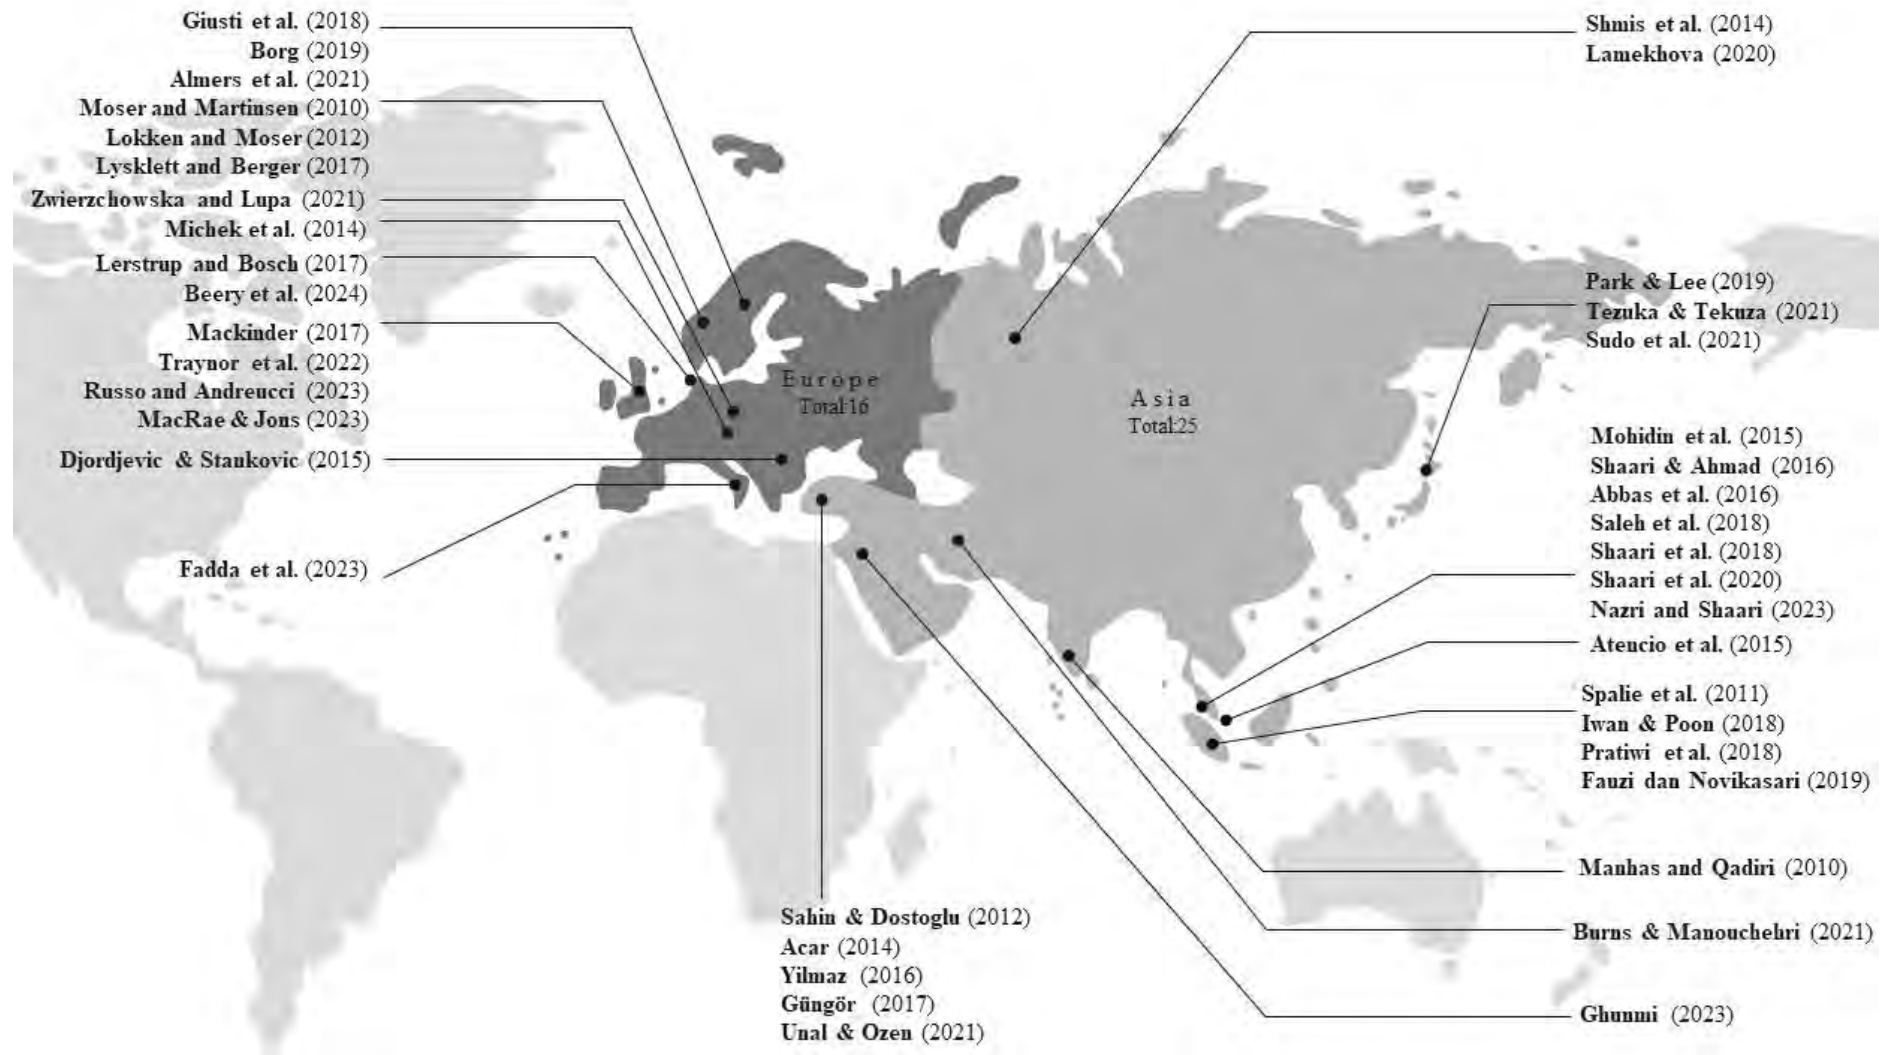 Giusti et al. (2018)
Borg (2019)
Almers et al. (2021)
Moser and Martinsen (2010)
Lokken and Moser (2012)
Lysklett and Berger (2017)
Zwierzchowska and Lupa (2021)
Michek et al. (2014)
Lerstrup and Bosch (2017)
Beery et al. (2024)
Mackinder (2017)
Traynor et al. (2022)
Russo and Andreucci (2023)
MacRae & Jons (2023)
Djordjevic & Stankovic (2015)
Fadda et al. (2023)
Europe
Total:16
Asia
Total:25
Sahin & Dostoglu (2012)
Acar (2014)
Yilmaz (2016)
Güngör (2017)
Unal & Ozen (2021)
Shmis et al. (2014)
Lamekhova (2020)
Park & Lee (2019)
Tezuka & Tekuza (2021)
Sudo et al. (2021)
Mohidin et al. (2015)
Shaari & Ahmad (2016)
Abbas et al. (2016)
Saleh et al. (2018)
Shaari et al. (2018)
Shaari et al. (2020)
Nazri and Shaari (2023)
Atencio et al. (2015)
Spalie et al. (2011)
Iwan & Poon (2018)
Pratiwi et al. (2018)
Fauzi dan Novikasari (2019)
Manhas and Qadiri (2010)
Burns & Manouchehri (2021)
Ghunmi (2023)